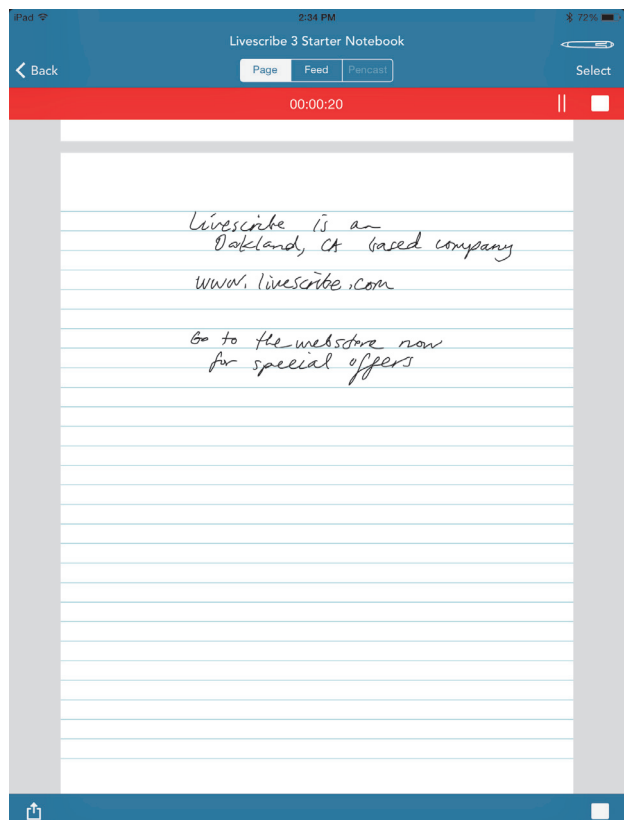 iPad 2:34 PM 72%
Livescribe 3 Starter Notebook
Back Page Feed Pencast Select
00:00:20
Livescribe is an
Oakland, CA based company
www.livescribe.com
Go to the webstore now
for special offers